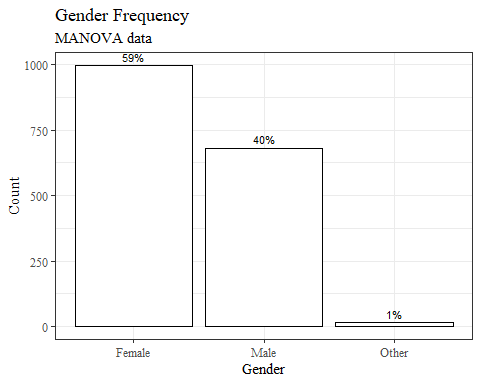 Gender Frequency
MANOVA data
1000
750
500
250
0
Count
59%
40%
1%
Female Male Other
Gender